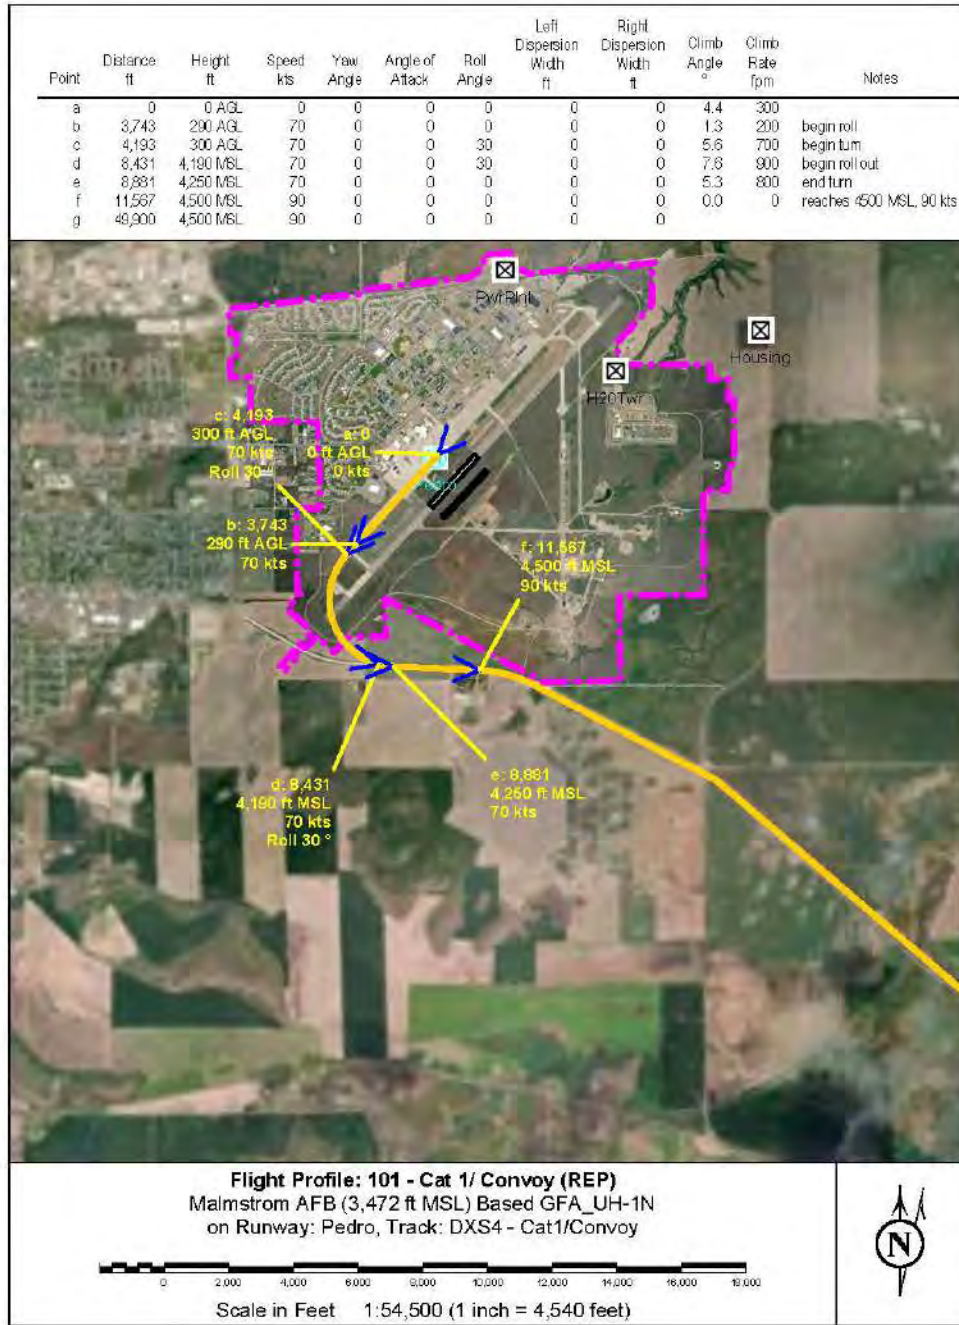 Point Distance ft Height ft Speed kts Yaw Angle Angle of Attack Roll Angle Left Dispersion Width ft Right Dispersion Width ft Climb Angle ° Climb Rate fpm Notes
a 0 0 AGL 0 0 0 0 0 0 4.4 300
b 3,743 290 AGL 70 0 0 0 0 0 1.3 200 begin roll
c 4,193 300 AGL 70 0 0 30 0 0 5.6 700 begin turn
d 8,431 4,190 MSL 70 0 0 30 0 0 7.6 900 begin roll out
e 8,881 4,250 MSL 70 0 0 0 0 0 5.3 800 end turn
f 11,567 4,500 MSL 90 0 0 0 0 0 0.0 0 reaches 4500 MSL, 90 kts
g 49,900 4,500 MSL 90 0 0 0 0 0
PwrPlnt
Housing
H20Twr
c: 4,193
300 ft AGL
70 kts
Roll 30 °
a: 0
0 ft AGL
0 kts
b: 3,743
290 ft AGL
70 kts
f: 11,567
4,500 ft MSL
90 kts
d: 8,431
4,190 ft MSL
70 kts
Roll 30 °
e: 8,881
4,250 ft MSL
70 kts
Flight Profile: 101 - Cat 1/ Convoy (REP)
Malmstrom AFB (3,472 ft MSL) Based GFA_UH-1N
on Runway: Pedro, Track: DXS4 - Cat1/Convoy
0 2,000 4,000 6,000 8,000 10,000 12,000 14,000 16,000 18,000
Scale in Feet 1:54,500 (1 inch = 4,540 feet)
N